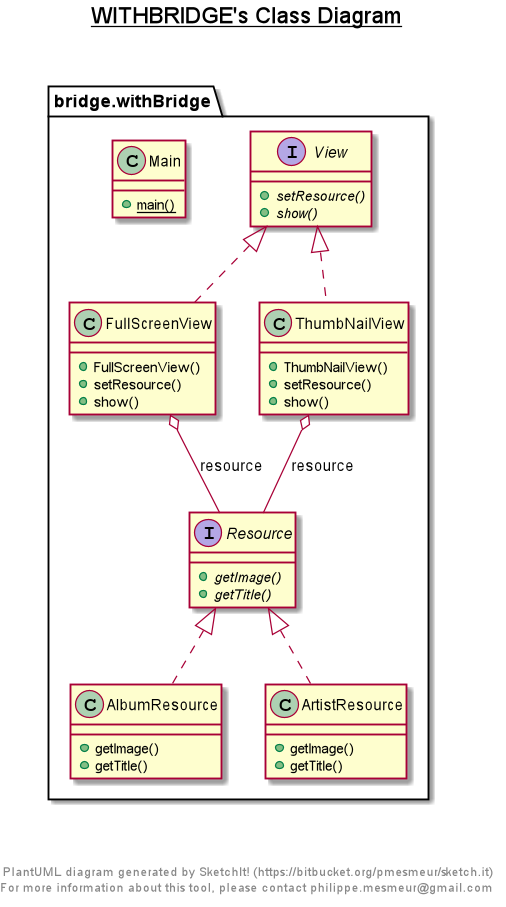 WITHBRIDGE's Class Diagram
bridge.withBridge
C Main
main()
I View
setResource()
show()
C FullScreenView
FullScreenView()
setResource()
show()
C ThumbNailView
ThumbNailView()
setResource()
show()
resource
resource
I Resource
getImage()
getTitle()
C AlbumResource
getImage()
getTitle()
C ArtistResource
getImage()
getTitle()
PlantUML diagram generated by SketchIt! (https://bitbucket.org/pmesmeur/sketch.it)
For more information about this tool, please contact philippe.mesmeur@gmail.com